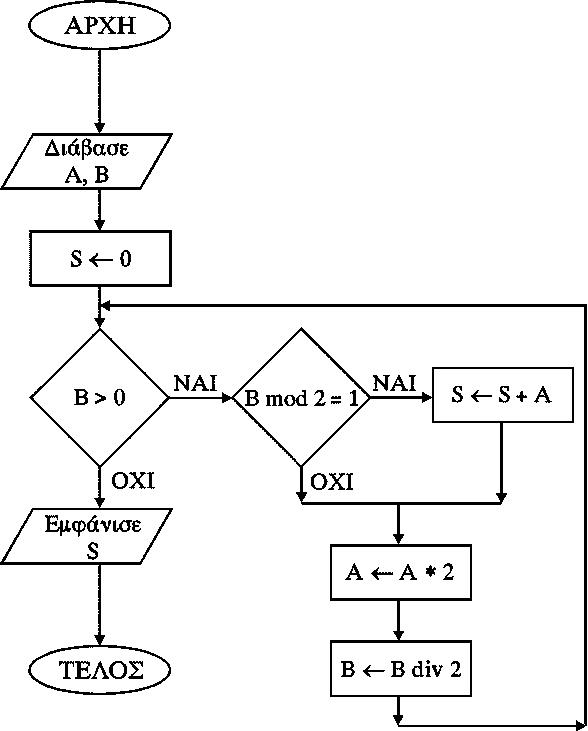 ΑΡΧΗ
Διάβασε
Α, Β
S ← 0
Β > 0
ΝΑΙ
Β mod 2 = 1
ΝΑΙ
S ← S + Α
ΟΧΙ
ΟΧΙ
Εμφάνισε
S
Α ← Α * 2
ΤΕΛΟΣ
Β ← Β div 2